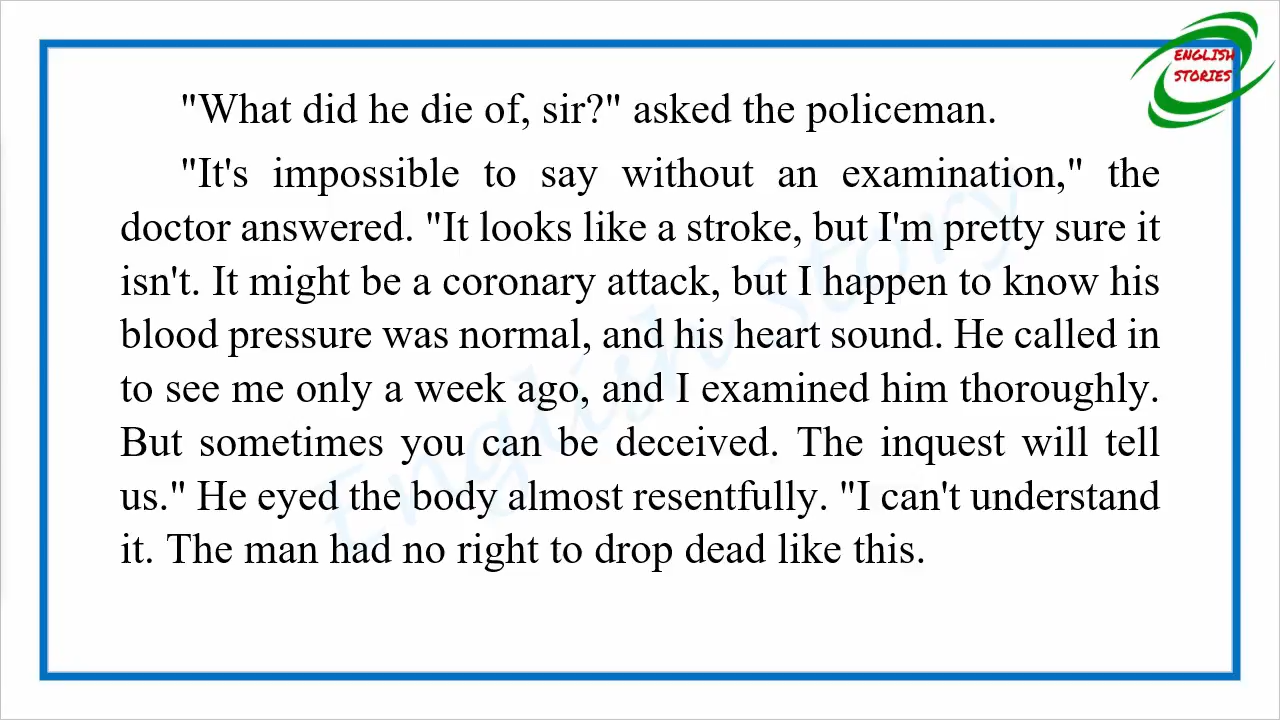 ENGLISH
STORIES
"What did he die of, sir?" asked the policeman.
"It's impossible to say without an examination," the
doctor answered. "It looks like a stroke, but I'm pretty sure it
isn't. It might be a coronary attack, but I happen to know his
blood pressure was normal, and his heart sound. He called in
to see me only a week ago, and I examined him thoroughly.
But sometimes you can be deceived. The inquest will tell
us." He eyed the body almost resentfully. "I can't understand
it. The man had no right to drop dead like this.
English Story